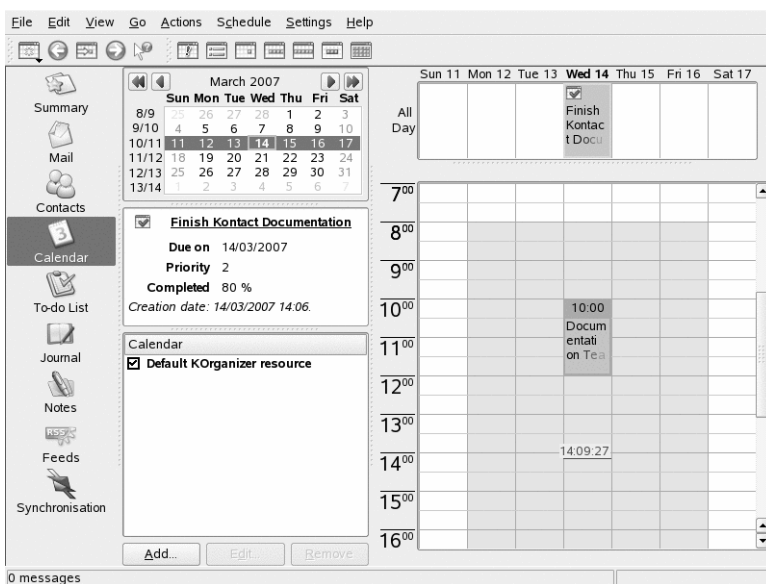 File Edit View Go Actions Schedule Settings Help
Summary
Mail
Contacts
Calendar
To-do List
Journal
Notes
Feeds
Synchronisation
March 2007
Sun Mon Tue Wed Thu Fri Sat
8/9 25 26 27 28 1 2 3
9/10 4 5 6 7 8 9 10
10/11 11 12 13 14 15 16 17
11/12 18 19 20 21 22 23 24
12/13 25 26 27 28 29 30 31
13/14 1 2 3 4 5 6 7
Finish Kontact Documentation
Due on 14/03/2007
Priority 2
Completed 80 %
Creation date: 14/03/2007 14:06.
Calendar
Default KOrganizer resource
Add... Edit... Remove
Sun 11 Mon 12 Tue 13 Wed 14 Thu 15 Fri 16 Sat 17
All
Day
Finish
Kontac
t Docu
7 00
8 00
9 00
10 00
11 00
12 00
13 00
14 00
15 00
16 00
10:00
Docum
entati
on Tea
14:09:27
RSS
3
0 messages